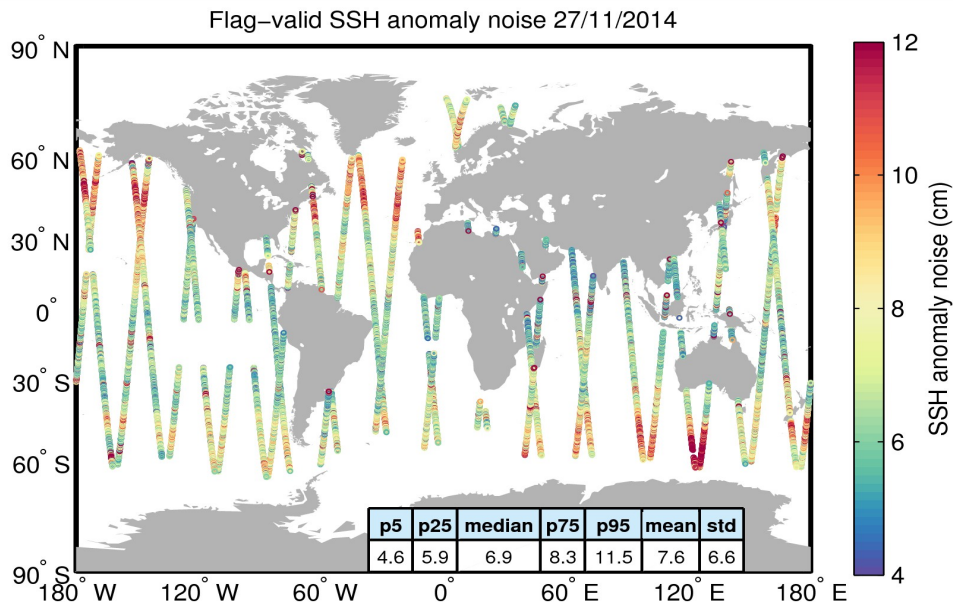 Flag−valid SSH anomaly noise 27/11/2014
90° N
60° N
30° N
0°
30° S
60° S
90° S
180° W
120° W
60° W
0°
60° E
120° E
180° E
p5 p25 median p75 p95 mean std
4.6 5.9 6.9 8.3 11.5 7.6 6.6
12
10
8
6
4
SSH anomaly noise (cm)